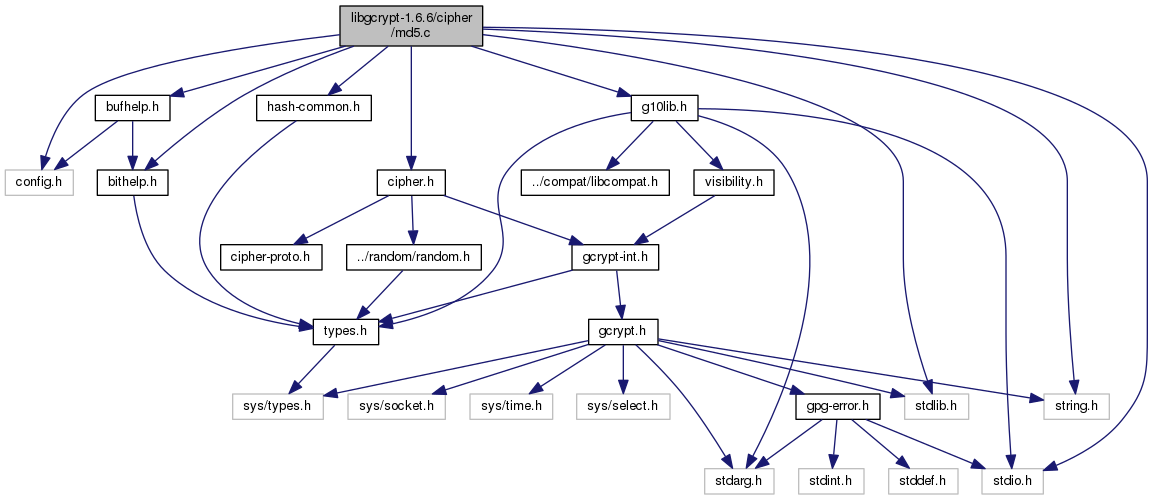 libgcrypt-1.6.6/cipher
/md5.c
bufhelp.h
hash-common.h
g10lib.h
config.h
bithelp.h
cipher.h
../compat/libcompat.h
visibility.h
cipher-proto.h
../random/random.h
gcrypt-int.h
types.h
gcrypt.h
sys/types.h
sys/socket.h
sys/time.h
sys/select.h
gpg-error.h
stdlib.h
string.h
stdarg.h
stdint.h
stddef.h
stdio.h